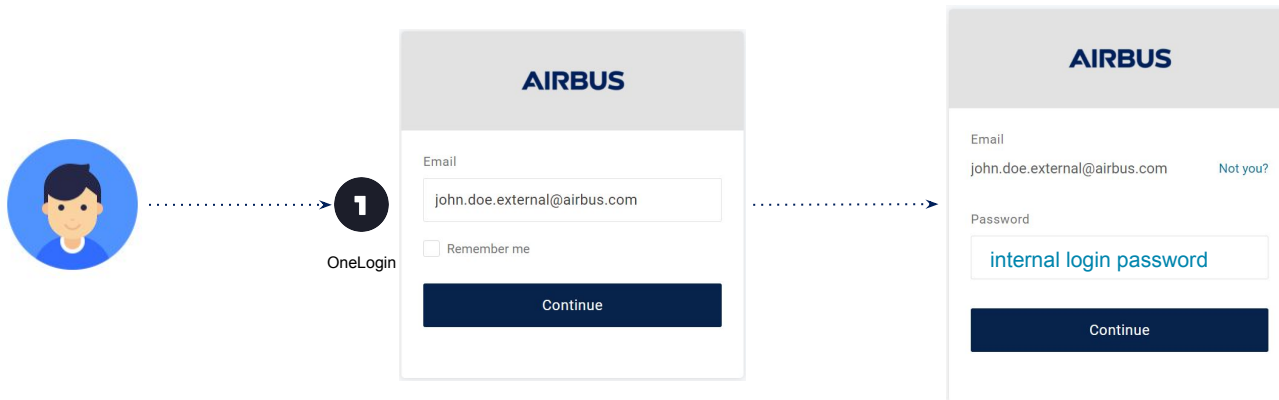 1
OneLogin
AIRBUS
Email
john.doe.external@airbus.com
Remember me
Continue
AIRBUS
Email
john.doe.external@airbus.com Not you?
Password
internal login password
Continue